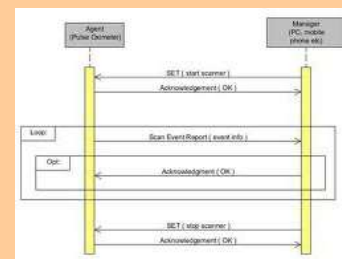 Agent
(Pulse Oximeter)
Manager
(PC, mobile
phone etc)
SET ( start scanner )
Acknowledgement ( OK )
Loop:
Scan Event Report ( event info )
Opt:
Acknowledgment ( OK )
SET ( stop scanner )
Acknowledgement ( OK )